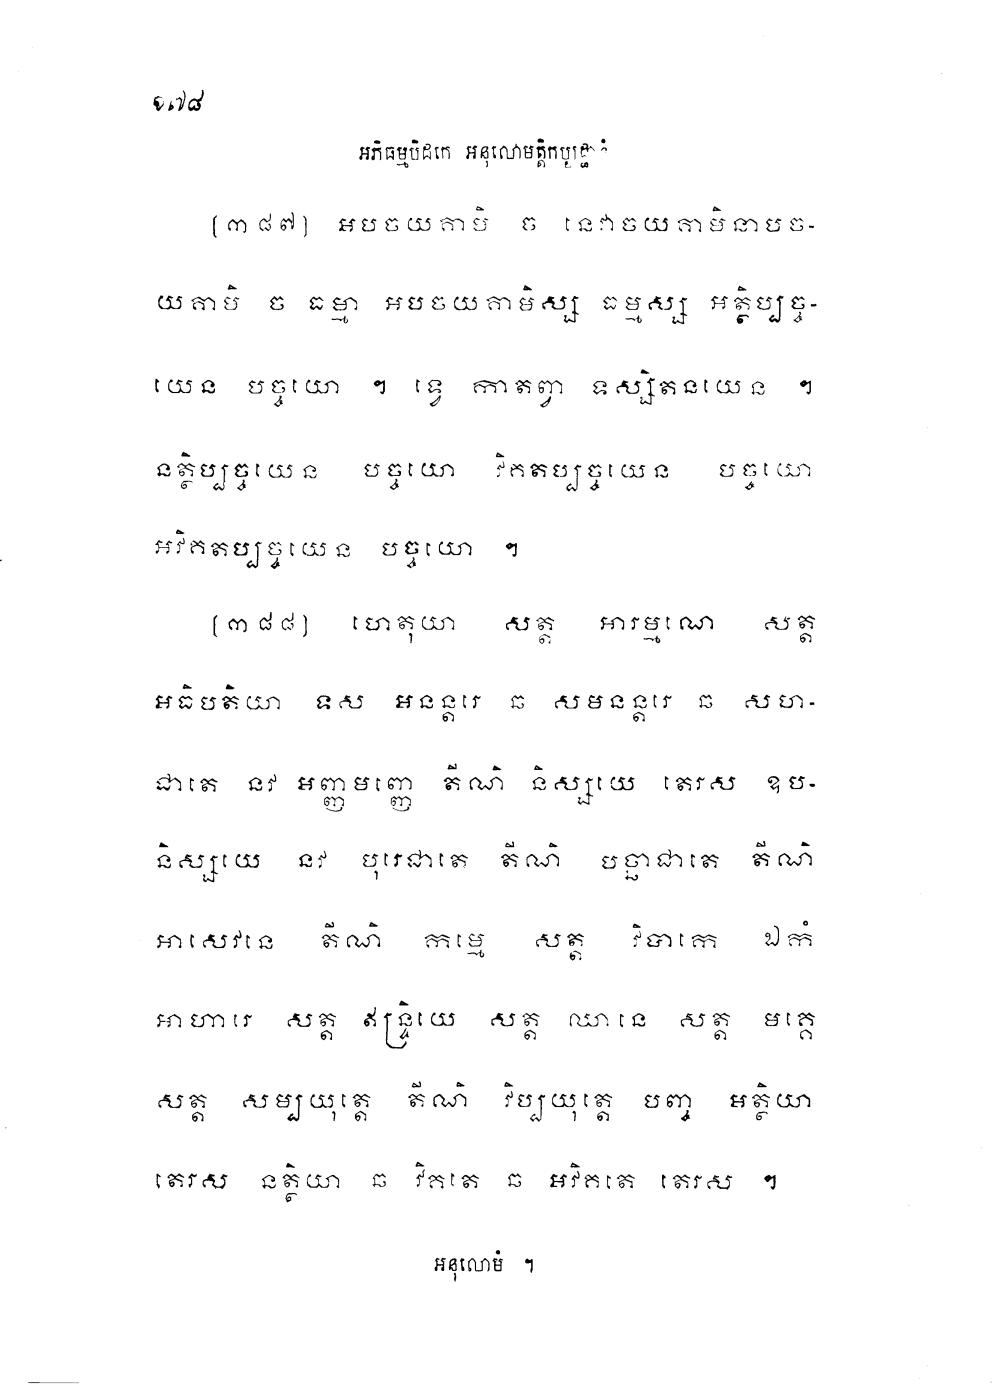 ១៧៨
អភិធម្មបិដកេ អនុលោមត្តិកប្បដ្ឋានំ
[៣៨៧] អបចយគាមិ ច នេវាចយគាមិនាបច-
យគាមិ ច ធម្មា អបចយគាមិស្ស ធម្មស្ស អត្ថិប្បច្ច-
យេន បច្ចយោ ។ ទ្វេ កាតព្វា ទស្សិតនយេន ។
នត្ថិប្បច្ចយេន បច្ចយោ វិគតប្បច្ចយេន បច្ចយោ
អវិគតប្បច្ចយេន បច្ចយោ ។
[៣៨៨] ហេតុយា សត្ត អារម្មណេ សត្ត
អធិបតិយា ទស អនន្តរេ ឆ សមនន្តរេ ឆ សហ-
ជាតេ នវ អញ្ញមញ្ញេ តីណិ និស្សយេ តេរស ឧប-
និស្សយេ នវ បុរេជាតេ តីណិ បច្ឆាជាតេ តីណិ
អាសេវនេ តីណិ កម្មេ សត្ត វិបាកេ ឯកំ
អាហារេ សត្ត ឥន្ទ្រិយេ សត្ត ឈានេ សត្ត មគ្គេ
សត្ត សម្បយុត្តេ តីណិ វិប្បយុត្តេ បញ្ច អត្ថិយា
តេរស នត្ថិយា ឆ វិគតេ ឆ អវិគតេ តេរស ។
អនុលោមំ ។